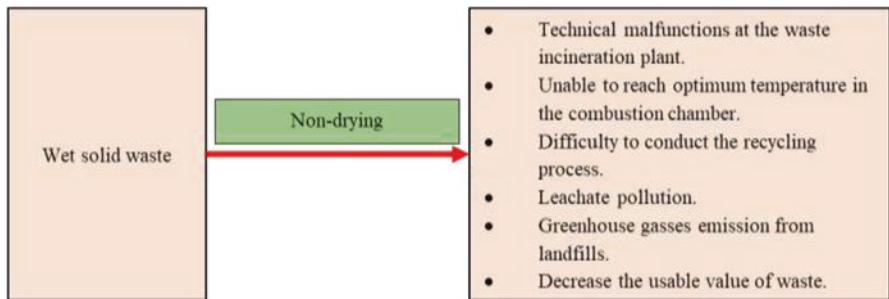 Wet solid waste
Non-drying
• Technical malfunctions at the waste
incineration plant.
• Unable to reach optimum temperature in
the combustion chamber.
• Difficulty to conduct the recycling
process.
• Leachate pollution.
• Greenhouse gasses emission from
landfills.
• Decrease the usable value of waste.